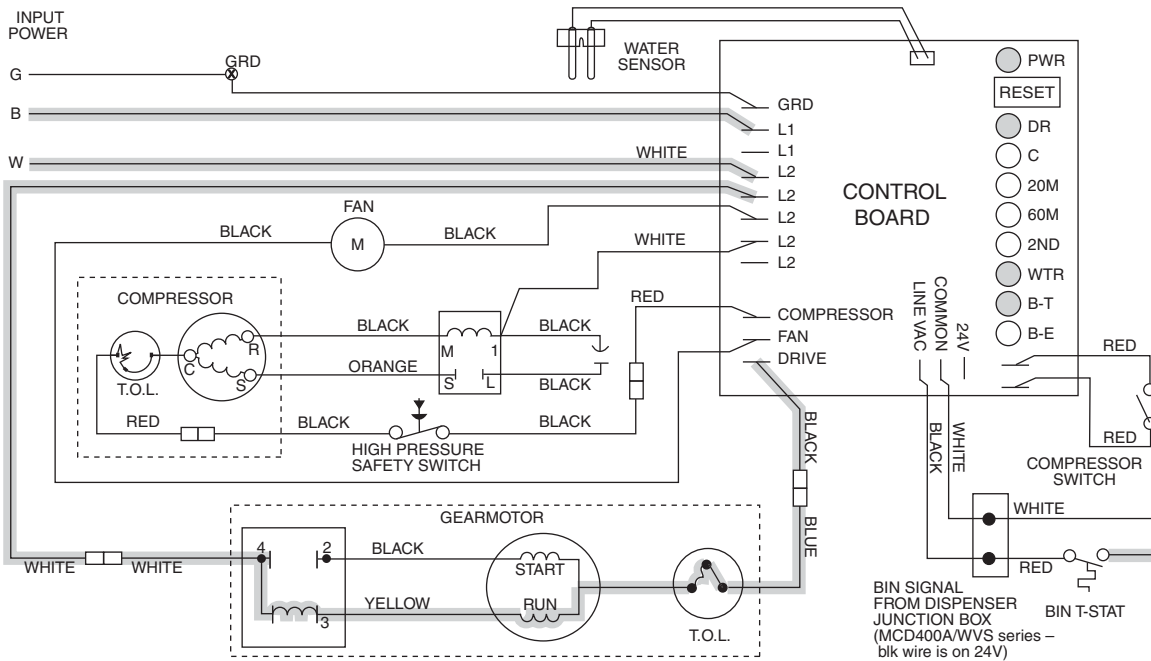 INPUT
POWER
G
GRD
B
W
WHITE
WATER
SENSOR
GRD
L1
L1
L2
L2
L2
L2
L2
CONTROL
BOARD
PWR
RESET
DR
C
20M
60M
2ND
WTR
B-T
B-E
FAN
M
BLACK
BLACK
WHITE
RED
COMPRESSOR
FAN
DRIVE
LINE VAC
COMMON
24V
COMPRESSOR
BLACK
BLACK
M
1
S
L
ORANGE
BLACK
T.O.L.
C
R
S
RED
BLACK
BLACK
HIGH PRESSURE
SAFETY SWITCH
RED
RED
COMPRESSOR
SWITCH
BLACK
WHITE
BLACK
BLUE
WHITE
RED
BIN T-STAT
BIN SIGNAL
FROM DISPENSER
JUNCTION BOX
(MCD400A/WVS series –
blk wire is on 24V)
GEARMOTOR
WHITE
WHITE
4
2
3
BLACK
YELLOW
START
RUN
T.O.L.